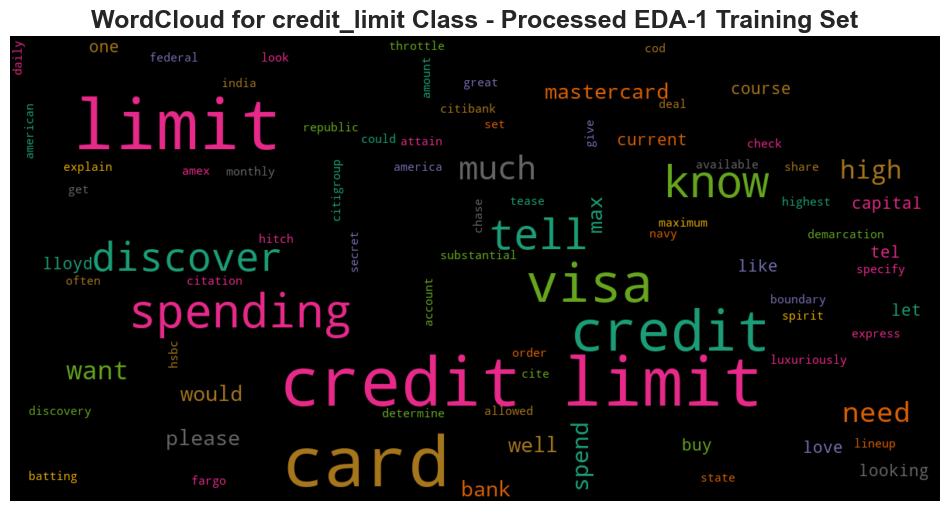 WordCloud for credit_limit Class - Processed EDA-1 Training Set
daily
one
federal
look
throttle
cod
india
amount
great
mastercard
course
limit
citibank
deal
american
republic
set
could
attain
give
current
check
explain
amex
monthly
america
much
know
available
share
high
get
citigroup
chase
tease
max
highest
capital
hitch
secret
tell
maximum
navy
demarcation
lloyd
discover
substantial
tel
often
citation
like
specify
account
visa
boundary
spending
spirit
let
credit
express
hsbc
order
luxuriously
want
cite
would
credit limit
discovery
determine
allowed
need
please
card
well
spend
buy
love
lineup
looking
batting
fargo
bank
state